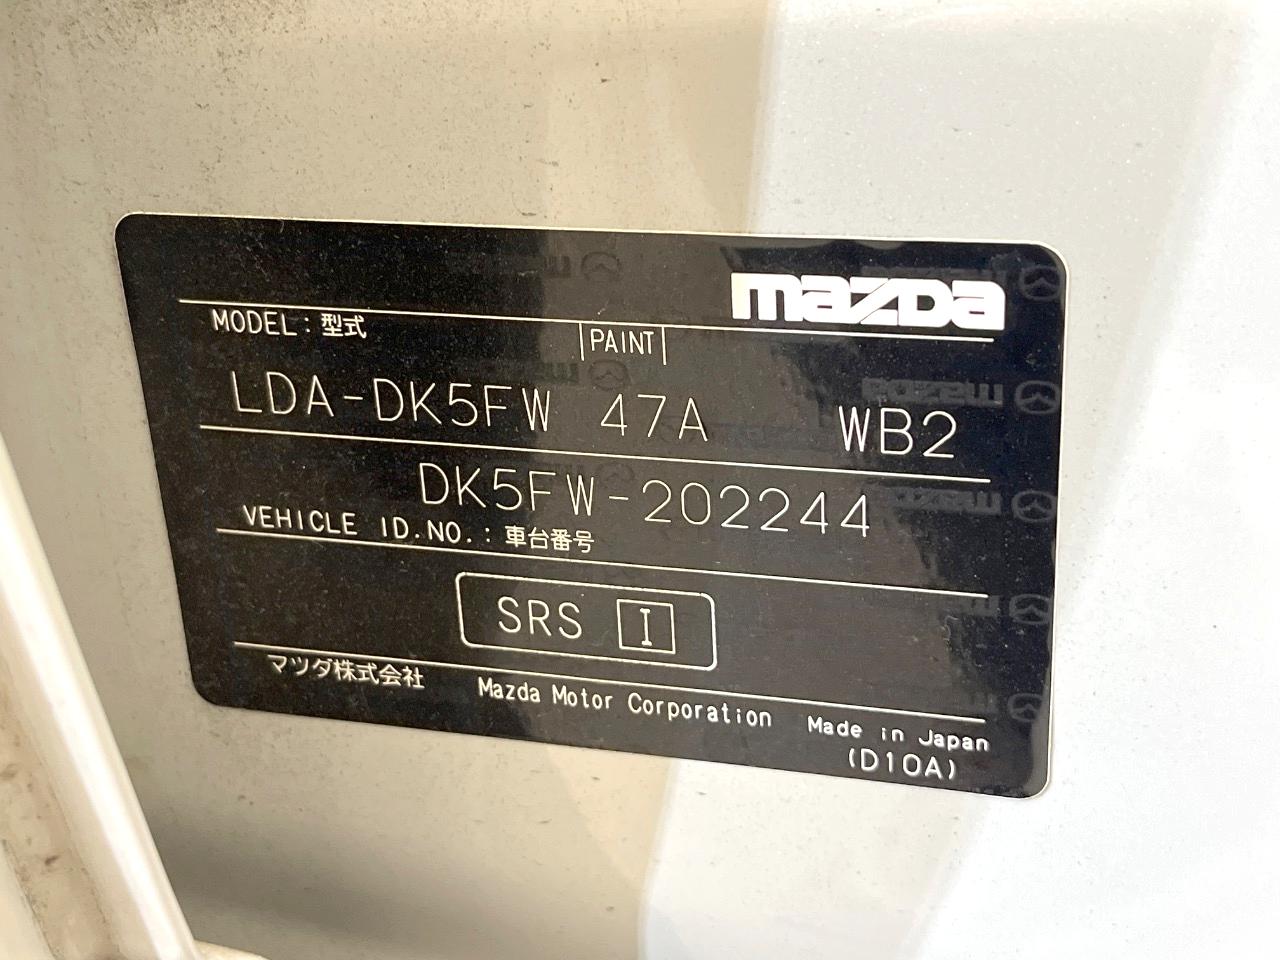 mazda
MODEL：型式 PAINT
LDA-DK5FW 47A WB2
DK5FW-202244
VEHICLE ID.NO.：車台番号
SRS I
マツダ株式会社 Mazda Motor Corporation Made in Japan
(D10A)